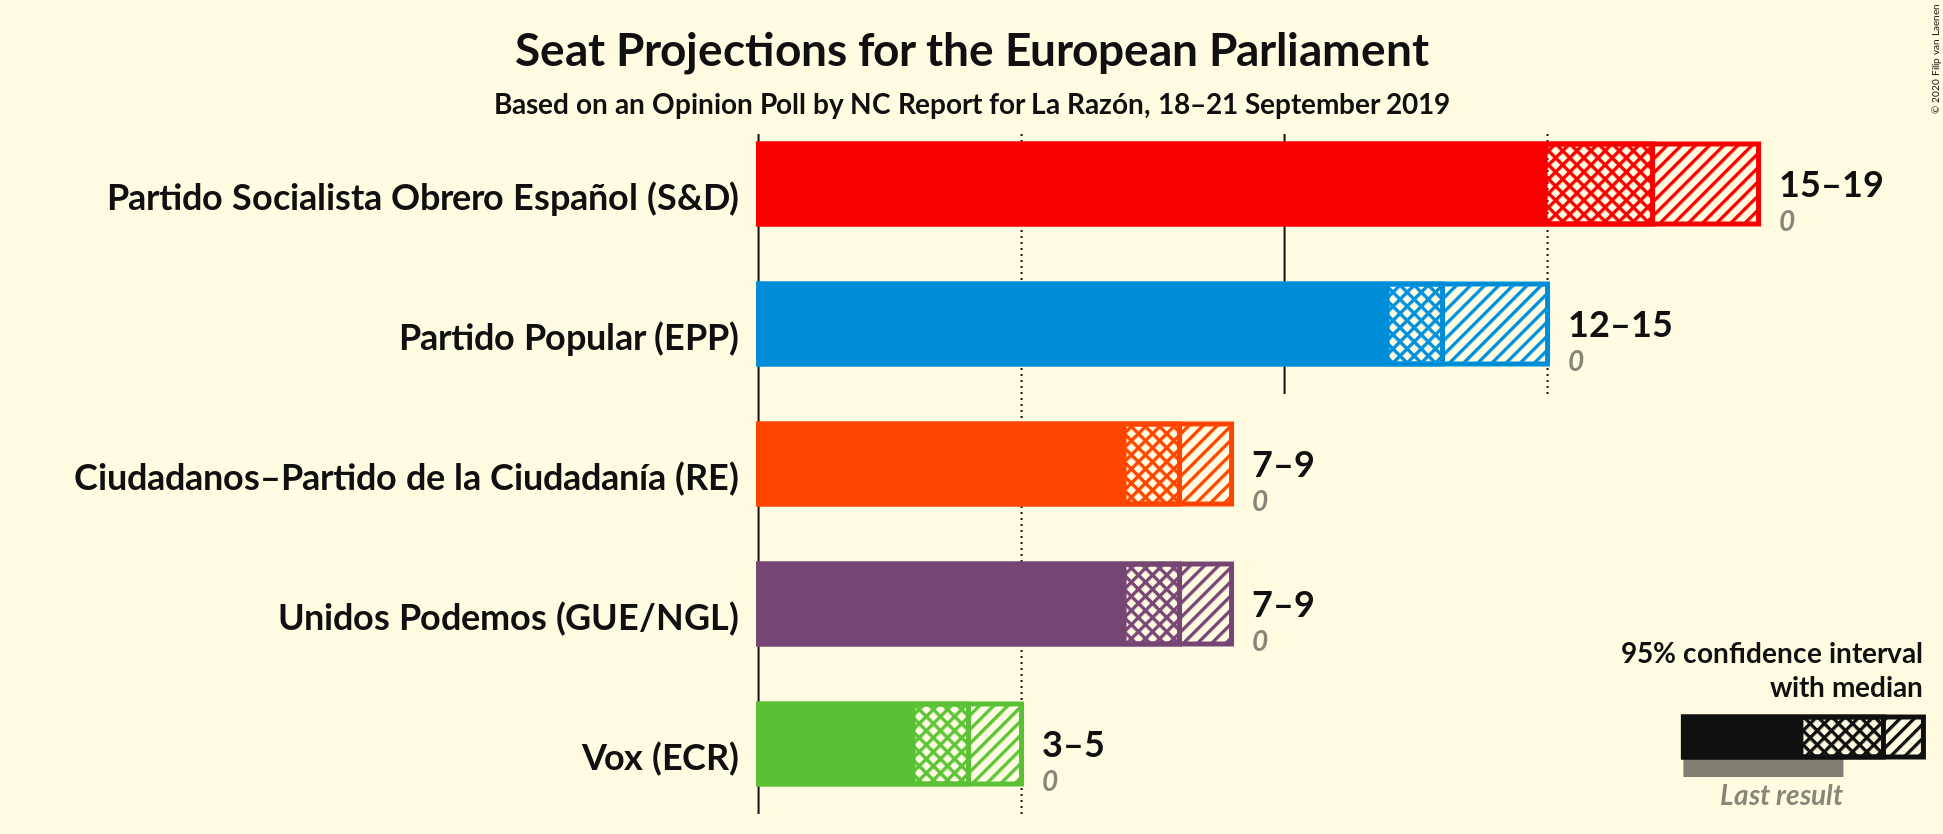 Seat Projections for the European Parliament
Based on an Opinion Poll by NC Report for La Razón, 18–21 September 2019
© 2020 Filip van Laenen
Partido Socialista Obrero Español (S&D)
15–19
0
Partido Popular (EPP)
12–15
0
Ciudadanos–Partido de la Ciudadanía (RE)
7–9
0
Unidos Podemos (GUE/NGL)
7–9
0
Vox (ECR)
3–5
0
95% confidence interval
with median
Last result